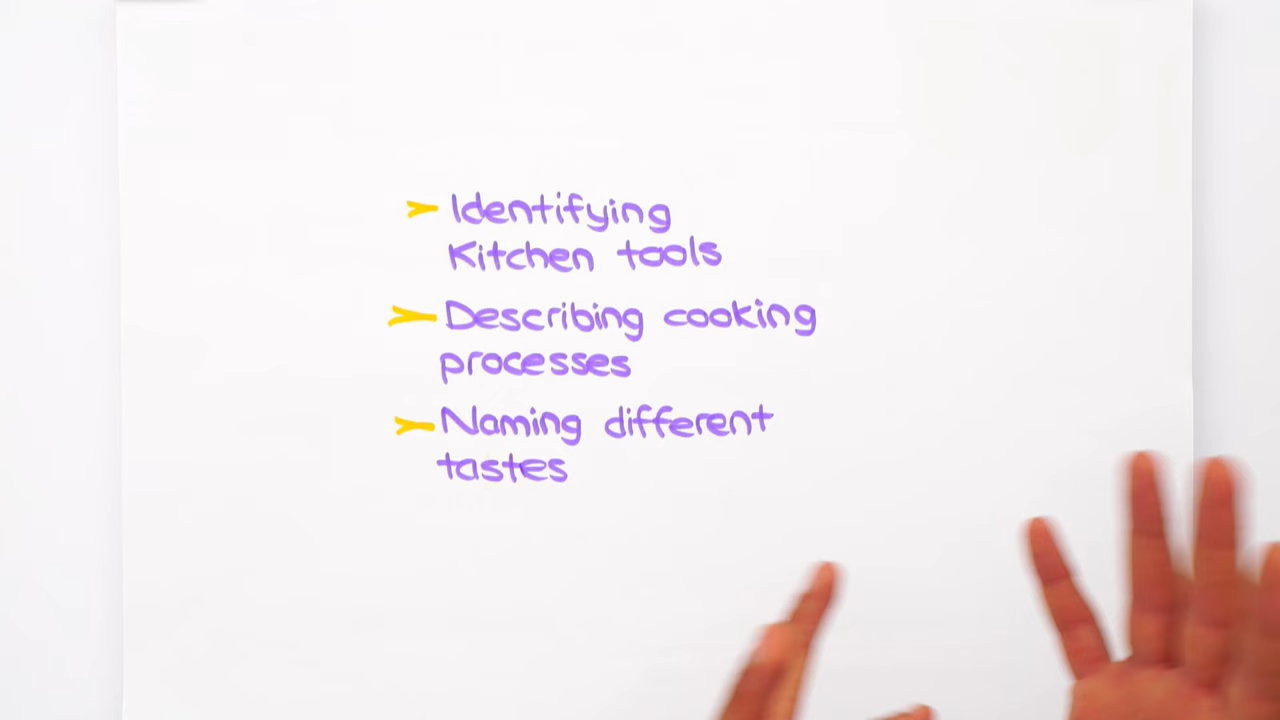 ➢ Identifying
Kitchen tools
➢ Describing cooking
processes
➢ Naming different
tastes